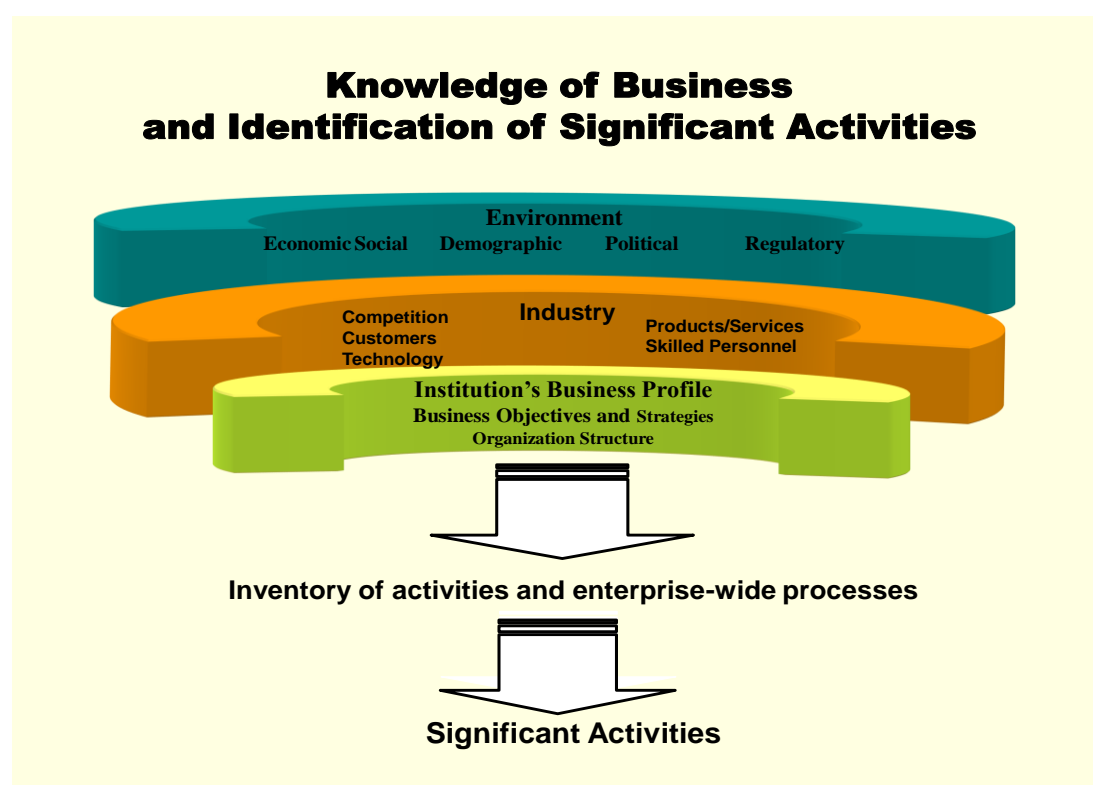 Knowledge of Business
and Identification of Significant Activities
Environment
Economic Social Demographic Political Regulatory
Industry
Competition
Customers
Technology
Products/Services
Skilled Personnel
Institution’s Business Profile
Business Objectives and Strategies
Organization Structure
Inventory of activities and enterprise-wide processes
Significant Activities